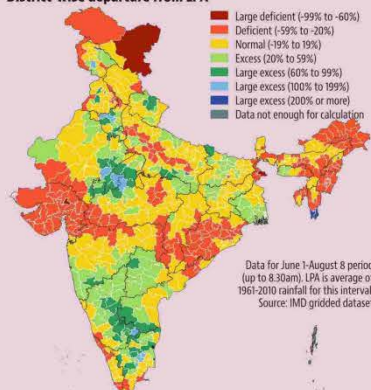 District-wise departure from LPA
Large deficient (-99% to -60%)
Deficient (-59% to -20%)
Normal (-19% to 19%)
Excess (20% to 59%)
Large excess (60% to 99%)
Large excess (100% to 199%)
Large excess (200% or more)
Data not enough for calculation
Data for June 1-August 8 period
(up to 8.30am). LPA is average of
1961-2010 rainfall for this interval.
Source: IMD gridded dataset